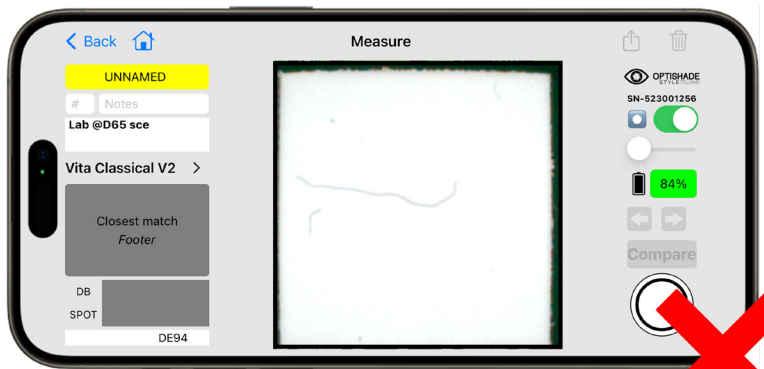 Back
Measure
UNNAMED
#
Notes
Lab @D65 sce
Vita Classical V2
Closest match
Footer
DB
SPOT
DE94
OPTISHADE
STYLEITALIANO
SN-523001256
84%
Compare